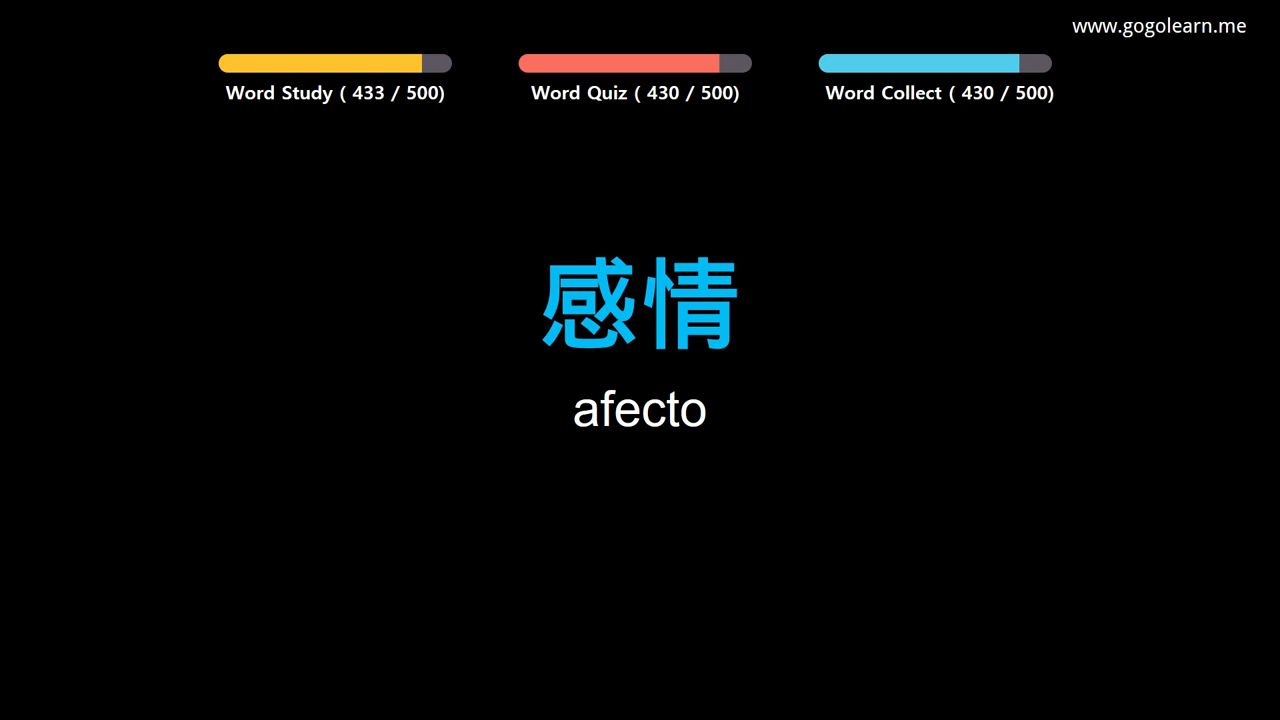 www.gogolearn.me
Word Study ( 433 / 500)
Word Quiz ( 430 / 500)
Word Collect ( 430 / 500)
感情
afecto